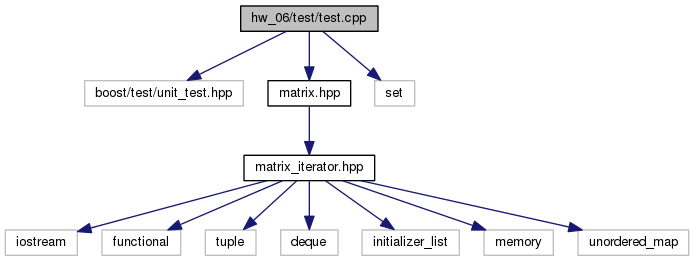 hw_06/test/test.cpp
boost/test/unit_test.hpp
matrix.hpp
set
matrix_iterator.hpp
iostream
functional
tuple
deque
initializer_list
memory
unordered_map